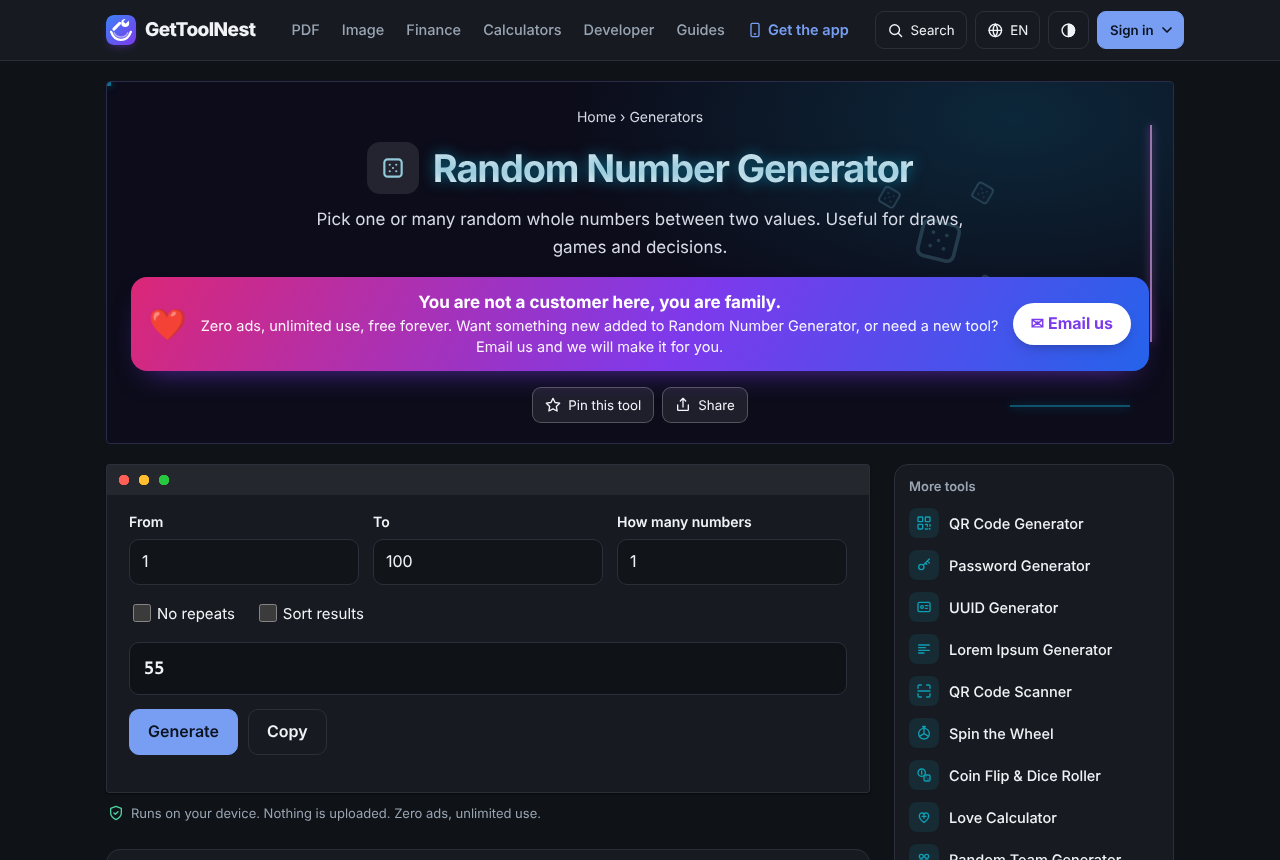 GetToolNest
PDF
Image
Finance
Calculators
Developer
Guides
Get the app
Search
EN
Sign in
Home › Generators
Random Number Generator
Pick one or many random whole numbers between two values. Useful for draws,
games and decisions.
You are not a customer here, you are family.
Zero ads, unlimited use, free forever. Want something new added to Random Number Generator, or need a new tool?
Email us and we will make it for you.
✉ Email us
Pin this tool
Share
From
To
How many numbers
1
100
1
No repeats
Sort results
55
Generate
Copy
Runs on your device. Nothing is uploaded. Zero ads, unlimited use.
More tools
QR Code Generator
Password Generator
UUID Generator
Lorem Ipsum Generator
QR Code Scanner
Spin the Wheel
Coin Flip & Dice Roller
Love Calculator
Random Team Generator